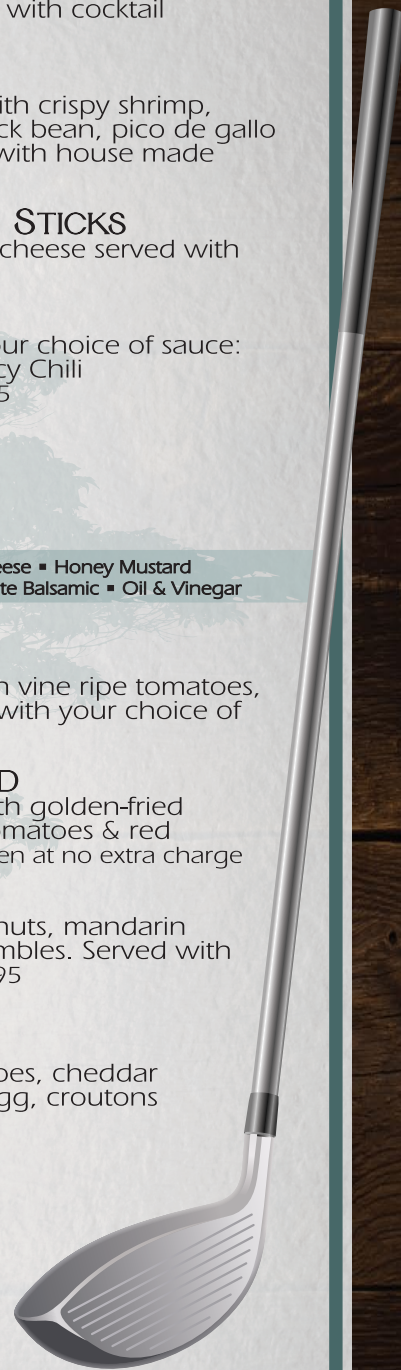 with cocktail
ith crispy shrimp,
ck bean, pico de gallo
with house made
STICKS
cheese served with
ur choice of sauce:
cy Chili
5
eese ▪ Honey Mustard
te Balsamic ▪ Oil & Vinegar
n vine ripe tomatoes,
with your choice of
D
th golden-fried
omatoes & red
en at no extra charge
nuts, mandarin
mbles. Served with
95
oes, cheddar
gg, croutons